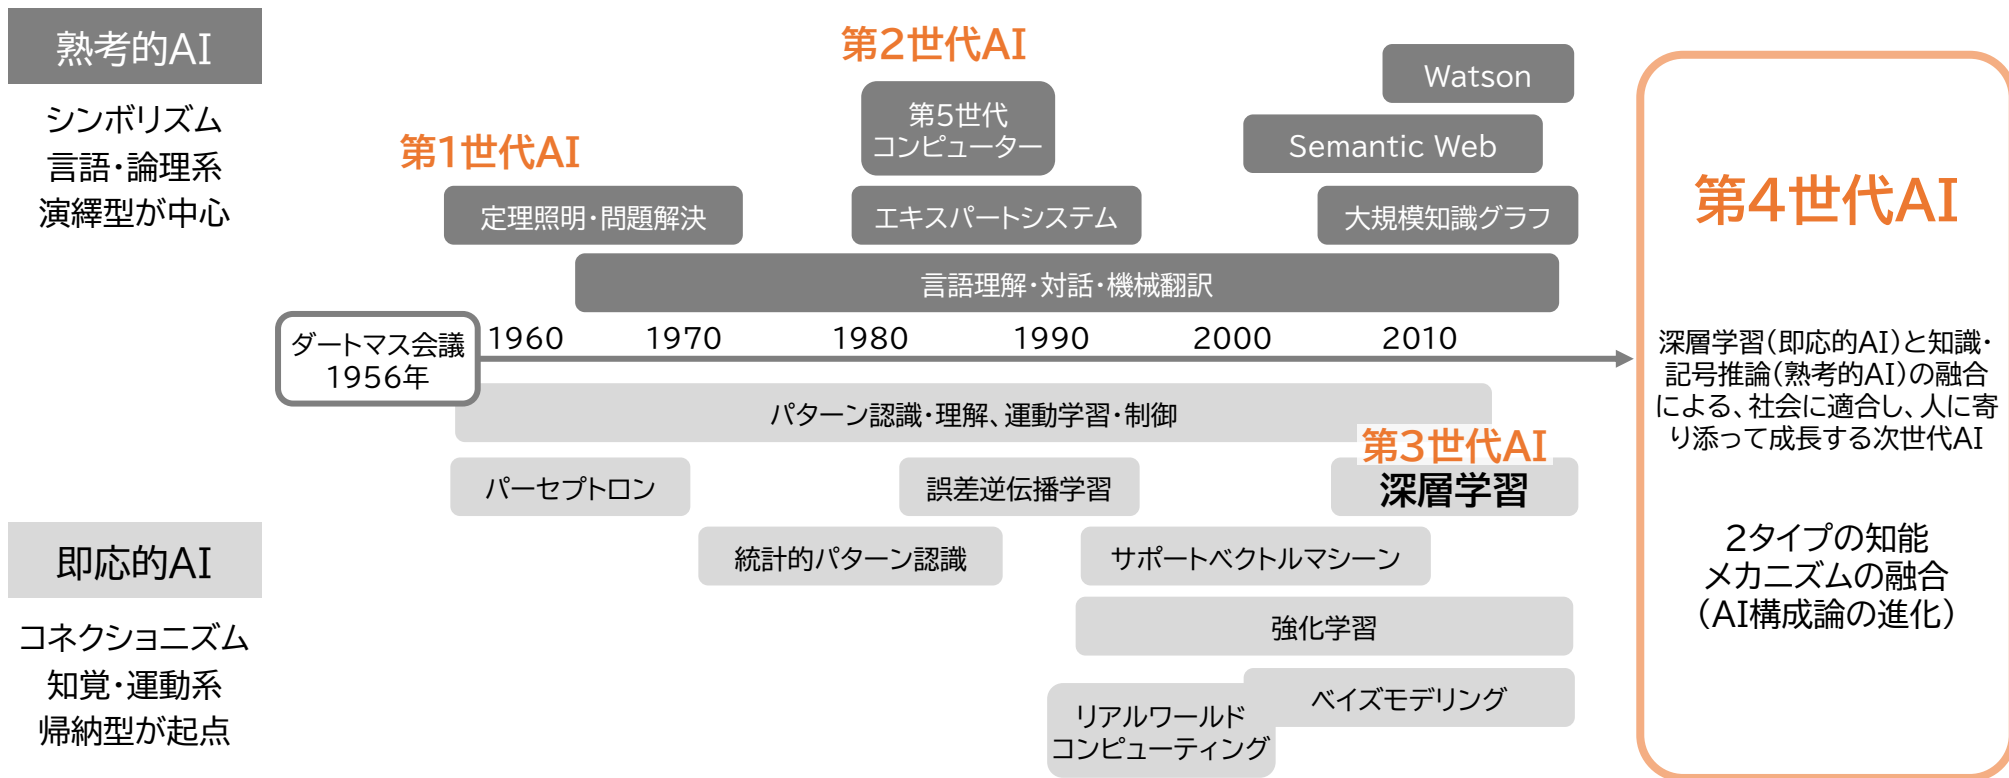 熟考的AI
シンボリズム
言語・論理系
演繹型が中心
第1世代AI
第2世代AI
第5世代
コンピューター
Watson
Semantic Web
定理照明・問題解決
エキスパートシステム
大規模知識グラフ
言語理解・対話・機械翻訳
ダートマス会議
1956年
1960 1970 1980 1990 2000 2010
パターン認識・理解、運動学習・制御
第3世代AI
深層学習
パーセプトロン
誤差逆伝播学習
統計的パターン認識
サポートベクトルマシーン
強化学習
ベイズモデリング
リアルワールド
コンピューティング
即応的AI
コネクショニズム
知覚・運動系
帰納型が起点
第4世代AI
深層学習(即応的AI)と知識・
記号推論(熟考的AI)の融合
による、社会に適合し、人に寄
り添って成長する次世代AI
2タイプの知能
メカニズムの融合
(AI構成論の進化)